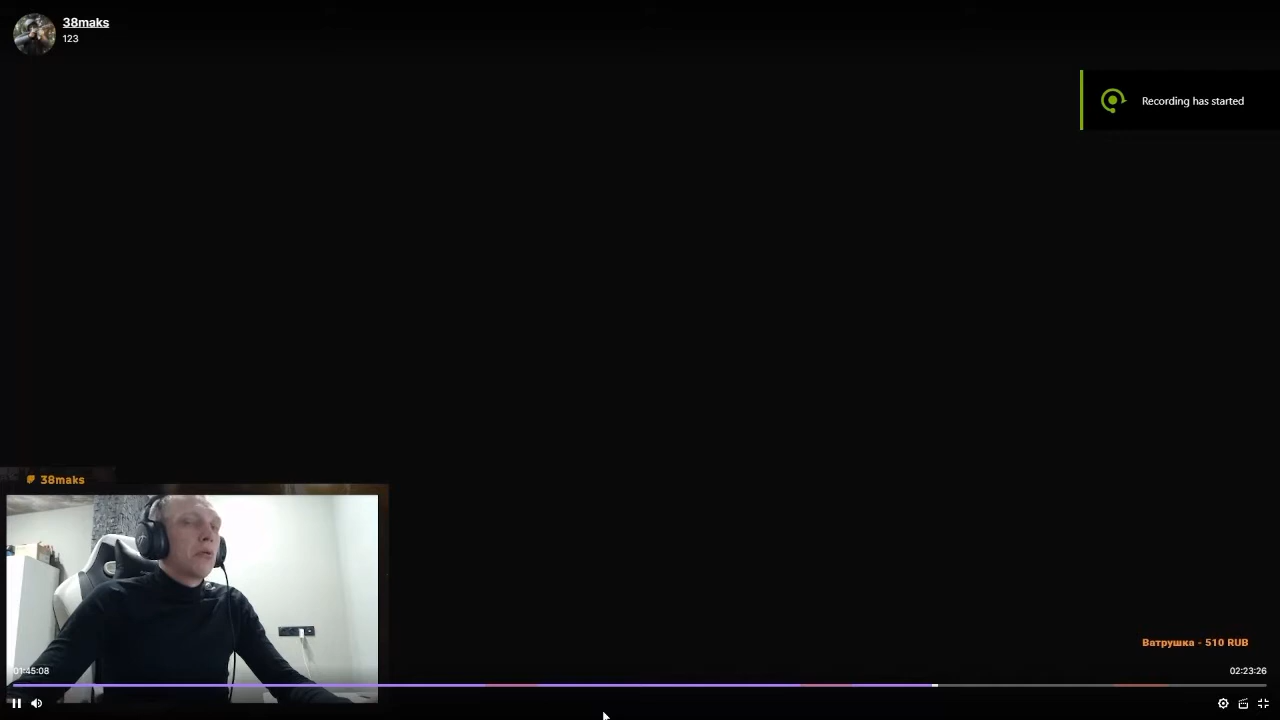 38maks
123
Recording has started
38maks
Ватрушка - 510 RUB
01:45:08
02:23:26